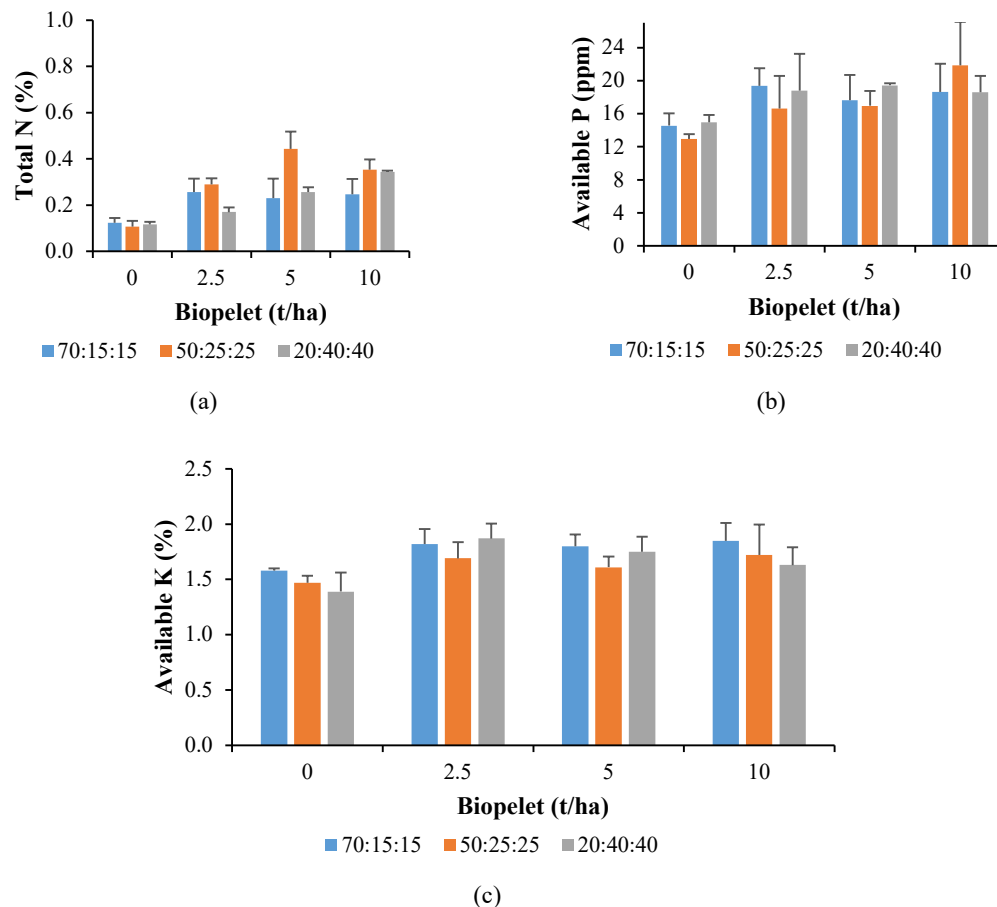 Total N (%)
1.0
0.8
0.6
0.4
0.2
0.0
0 2.5 5 10
Biopelet (t/ha)
70:15:15 50:25:25 20:40:40
(a)
Available P (ppm)
24
20
16
12
8
4
0
0 2.5 5 10
Biopelet (t/ha)
70:15:15 50:25:25 20:40:40
(b)
Available K (%)
2.5
2.0
1.5
1.0
0.5
0.0
0 2.5 5 10
Biopelet (t/ha)
70:15:15 50:25:25 20:40:40
(c)